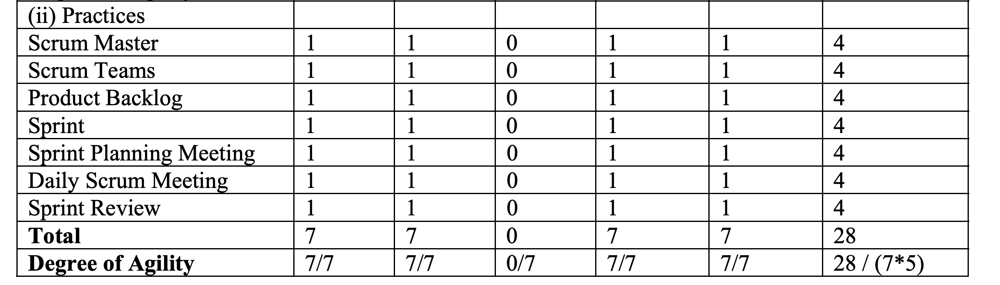 (ii) Practices
Scrum Master 1 1 0 1 1 4
Scrum Teams 1 1 0 1 1 4
Product Backlog 1 1 0 1 1 4
Sprint 1 1 0 1 1 4
Sprint Planning Meeting 1 1 0 1 1 4
Daily Scrum Meeting 1 1 0 1 1 4
Sprint Review 1 1 0 1 1 4
Total 7 7 0 7 7 28
Degree of Agility 7/7 7/7 0/7 7/7 7/7 28 / (7*5)